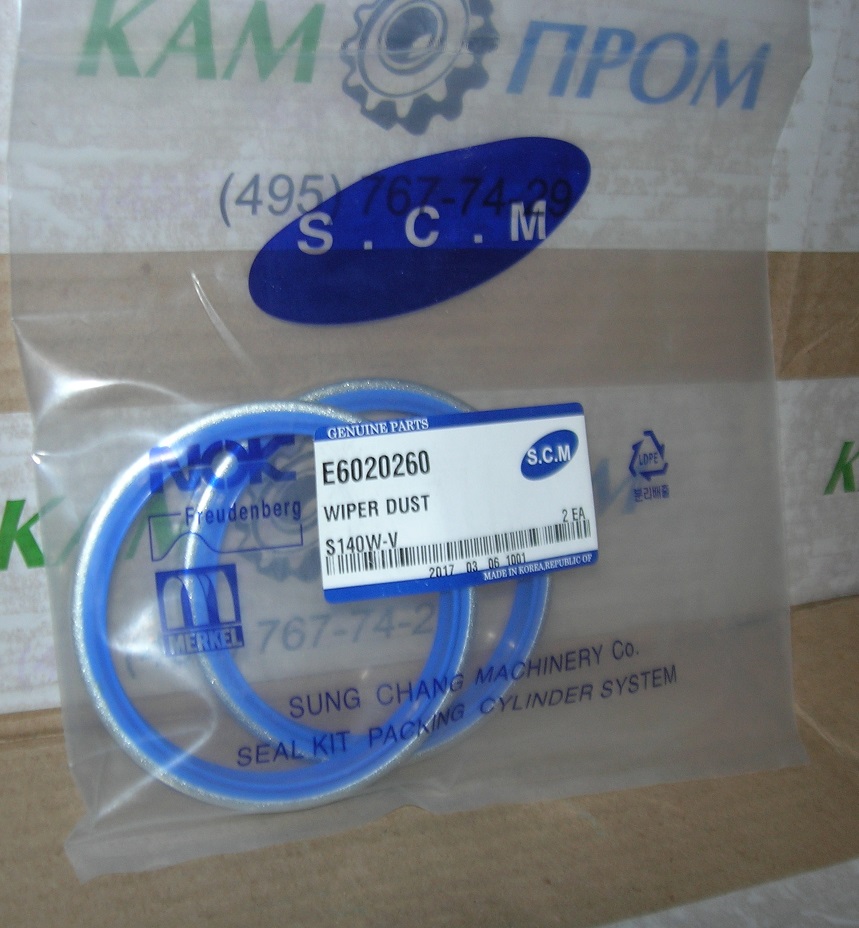 КАМ ПРОМ
(495) 767-74-29
S.C.M
GENUINE PARTS
E6020260
S.C.M
WIPER DUST
S140W-V
2 EA
2017 03 06 1001
MADE IN KOREA,REPUBLIC OF
LDPE
분리배출
NOK
Freudenberg
MERKEL
767-74-2
SUNG CHANG MACHINERY Co.
SEAL KIT PACKING CYLINDER SYSTEM